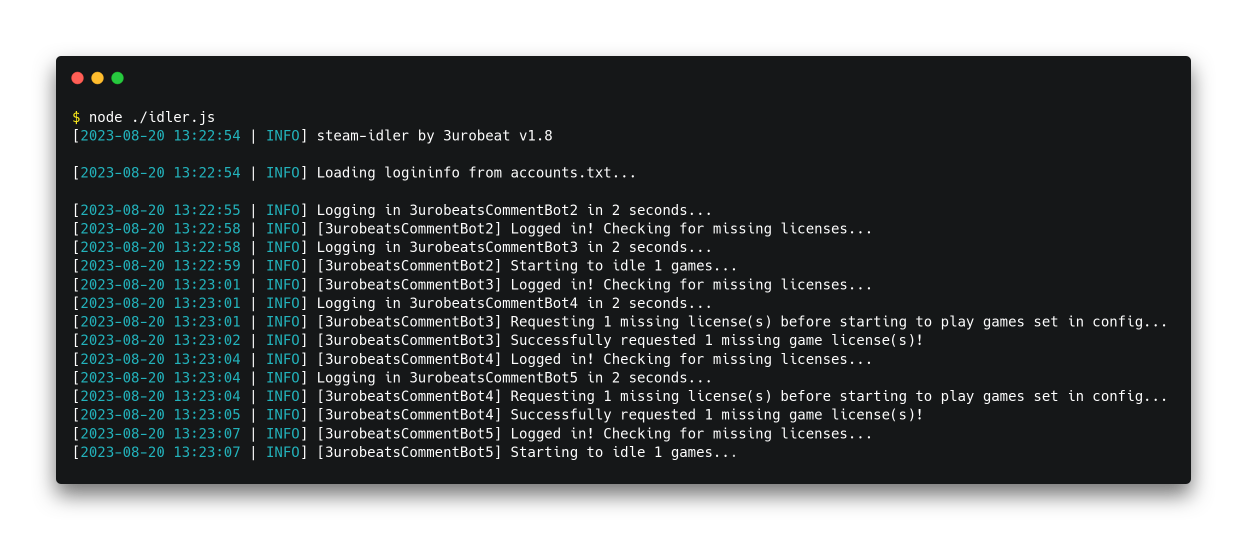 $ node ./idler.js
[2023-08-20 13:22:54 | INFO] steam-idler by 3urobeat v1.8
[2023-08-20 13:22:54 | INFO] Loading logininfo from accounts.txt...
[2023-08-20 13:22:55 | INFO] Logging in 3urobeatsCommentBot2 in 2 seconds...
[2023-08-20 13:22:58 | INFO] [3urobeatsCommentBot2] Logged in! Checking for missing licenses...
[2023-08-20 13:22:58 | INFO] Logging in 3urobeatsCommentBot3 in 2 seconds...
[2023-08-20 13:22:59 | INFO] [3urobeatsCommentBot2] Starting to idle 1 games...
[2023-08-20 13:23:01 | INFO] [3urobeatsCommentBot3] Logged in! Checking for missing licenses...
[2023-08-20 13:23:01 | INFO] Logging in 3urobeatsCommentBot4 in 2 seconds...
[2023-08-20 13:23:01 | INFO] [3urobeatsCommentBot3] Requesting 1 missing license(s) before starting to play games set in config...
[2023-08-20 13:23:02 | INFO] [3urobeatsCommentBot3] Successfully requested 1 missing game license(s)!
[2023-08-20 13:23:04 | INFO] [3urobeatsCommentBot4] Logged in! Checking for missing licenses...
[2023-08-20 13:23:04 | INFO] Logging in 3urobeatsCommentBot5 in 2 seconds...
[2023-08-20 13:23:04 | INFO] [3urobeatsCommentBot4] Requesting 1 missing license(s) before starting to play games set in config...
[2023-08-20 13:23:05 | INFO] [3urobeatsCommentBot4] Successfully requested 1 missing game license(s)!
[2023-08-20 13:23:07 | INFO] [3urobeatsCommentBot5] Logged in! Checking for missing licenses...
[2023-08-20 13:23:07 | INFO] [3urobeatsCommentBot5] Starting to idle 1 games...